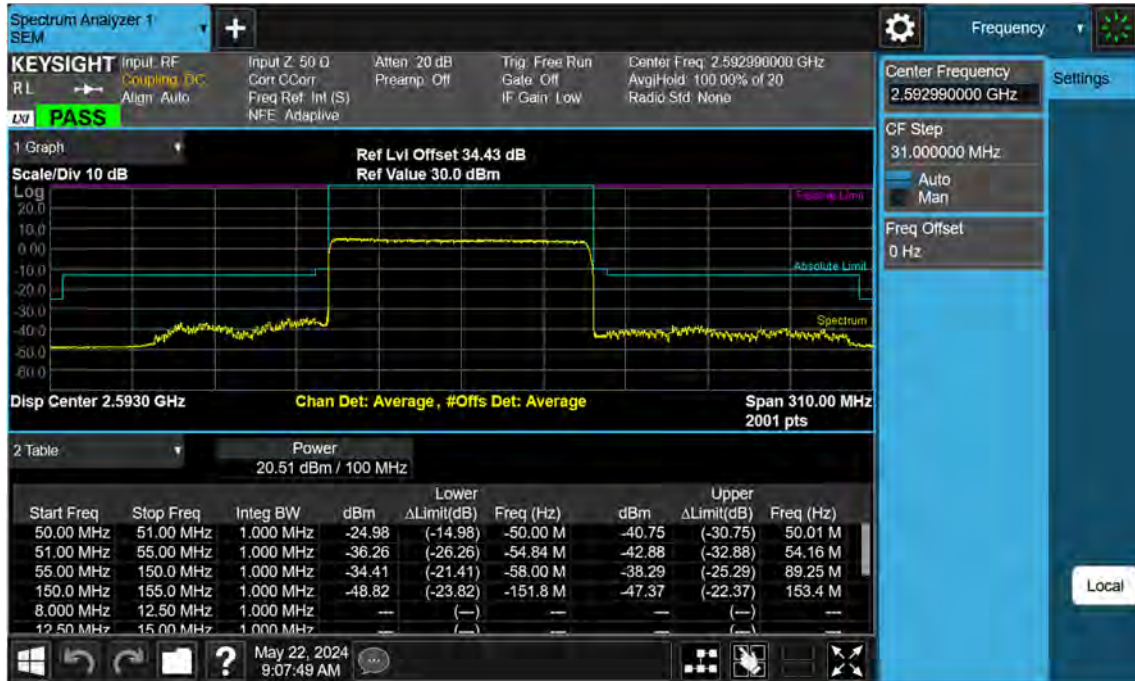 Spectrum Analyzer 1
SEM
Frequency
KEYSIGHT
RL
LXI PASS
Input: RF
Coupling: DC
Align: Auto
Input Z: 50 Ω
Corr CCorr
Freq Ref: Int (S)
NFE: Adaptive
Atten: 20 dB
Preamp: Off
Trig: Free Run
Gate: Off
IF Gain: Low
Center Freq: 2.592990000 GHz
Avg|Hold: 100.00% of 20
Radio Std: None
Center Frequency
2.592990000 GHz
Settings
CF Step
31.000000 MHz
Auto
Man
Freq Offset
0 Hz
1 Graph
Scale/Div 10 dB
Ref Lvl Offset 34.43 dB
Ref Value 30.0 dBm
Log
20.0
10.0
0.00
-10.0
-20.0
-30.0
-40.0
-50.0
-60.0
Relative Limit
Absolute Limit
Spectrum
Disp Center 2.5930 GHz
Chan Det: Average, #Offs Det: Average
Span 310.00 MHz
2001 pts
2 Table
Power
20.51 dBm / 100 MHz
Lower Upper
Start Freq Stop Freq Integ BW dBm ΔLimit(dB) Freq (Hz) dBm ΔLimit(dB) Freq (Hz)
50.00 MHz 51.00 MHz 1.000 MHz -24.98 (-14.98) -50.00 M -40.75 (-30.75) 50.01 M
51.00 MHz 55.00 MHz 1.000 MHz -36.26 (-26.26) -54.84 M -42.88 (-32.88) 54.16 M
55.00 MHz 150.0 MHz 1.000 MHz -34.41 (-21.41) -58.00 M -38.29 (-25.29) 89.25 M
150.0 MHz 155.0 MHz 1.000 MHz -48.82 (-23.82) -151.8 M -47.37 (-22.37) 153.4 M
8.000 MHz 12.50 MHz 1.000 MHz --- (---) --- --- (---) ---
12.50 MHz 15.00 MHz 1.000 MHz --- (---) --- --- (---) ---
Local
May 22, 2024
9:07:49 AM